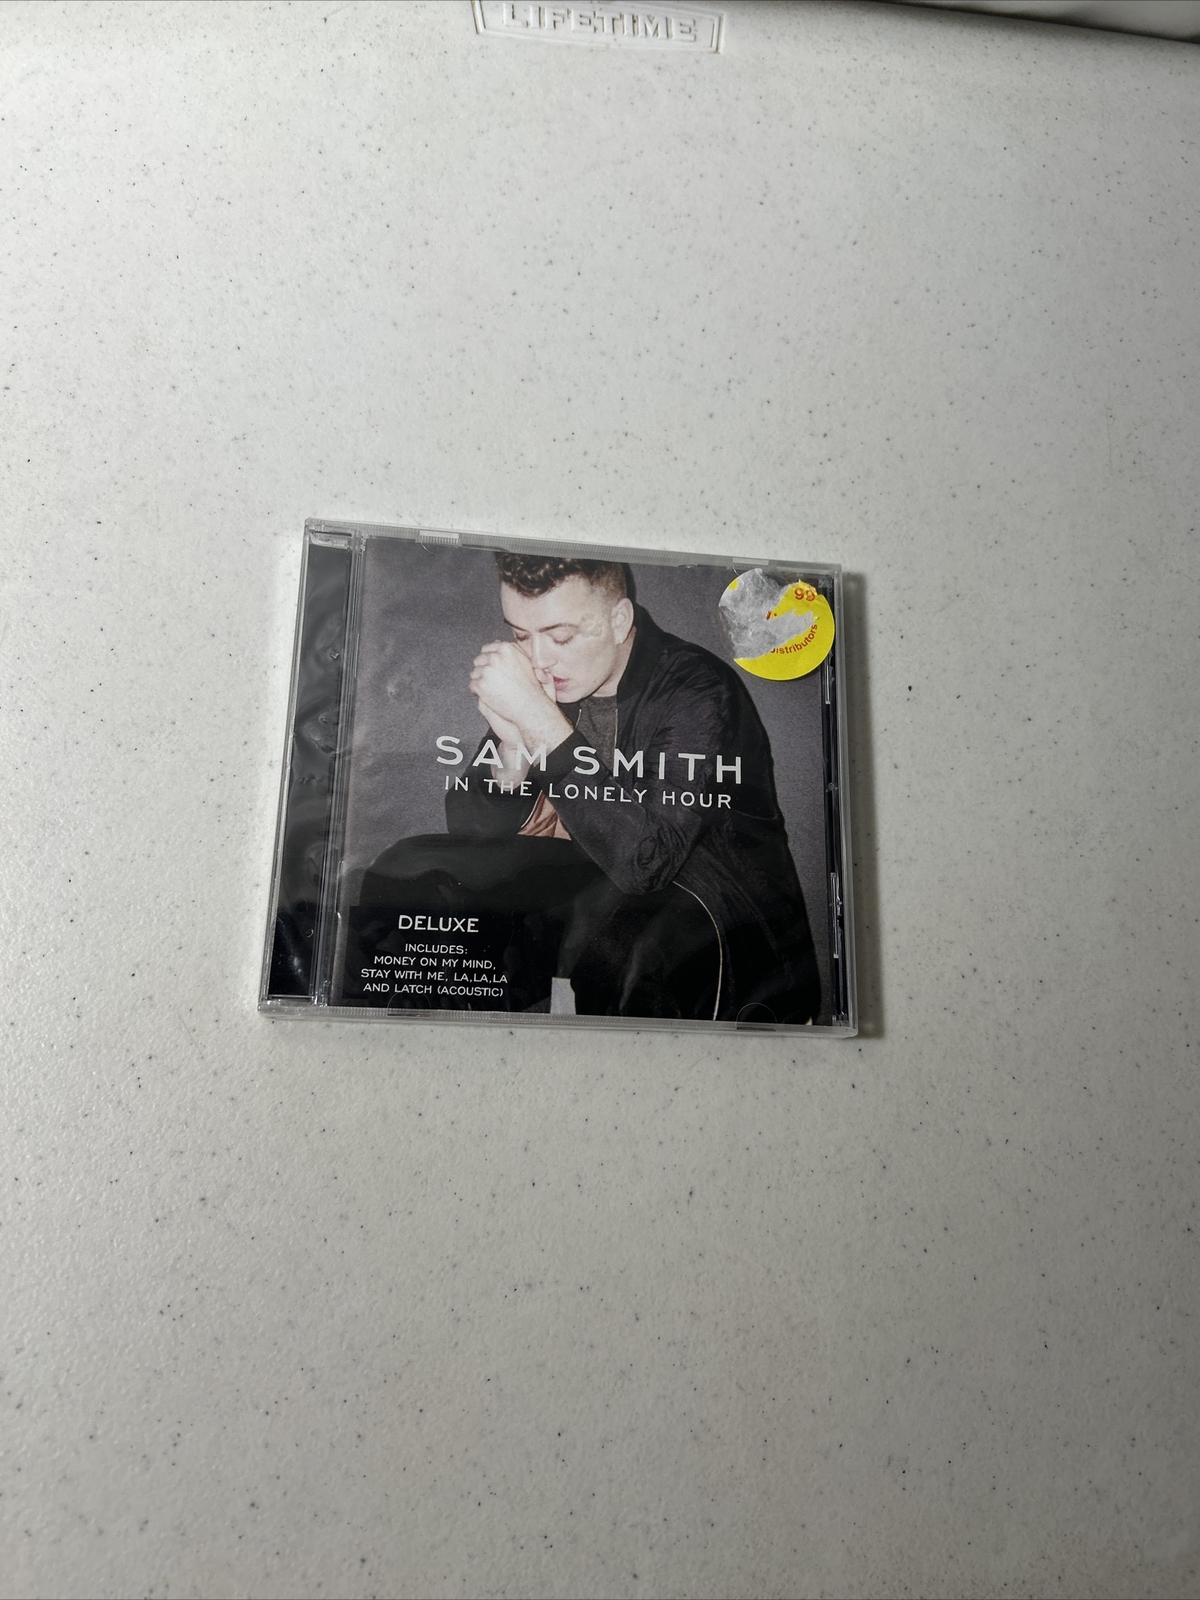 LIFETIME
99
Distributors
SAM SMITH
IN THE LONELY HOUR
DELUXE
INCLUDES:
MONEY ON MY MIND,
STAY WITH ME, LA,LA,LA
AND LATCH (ACOUSTIC)